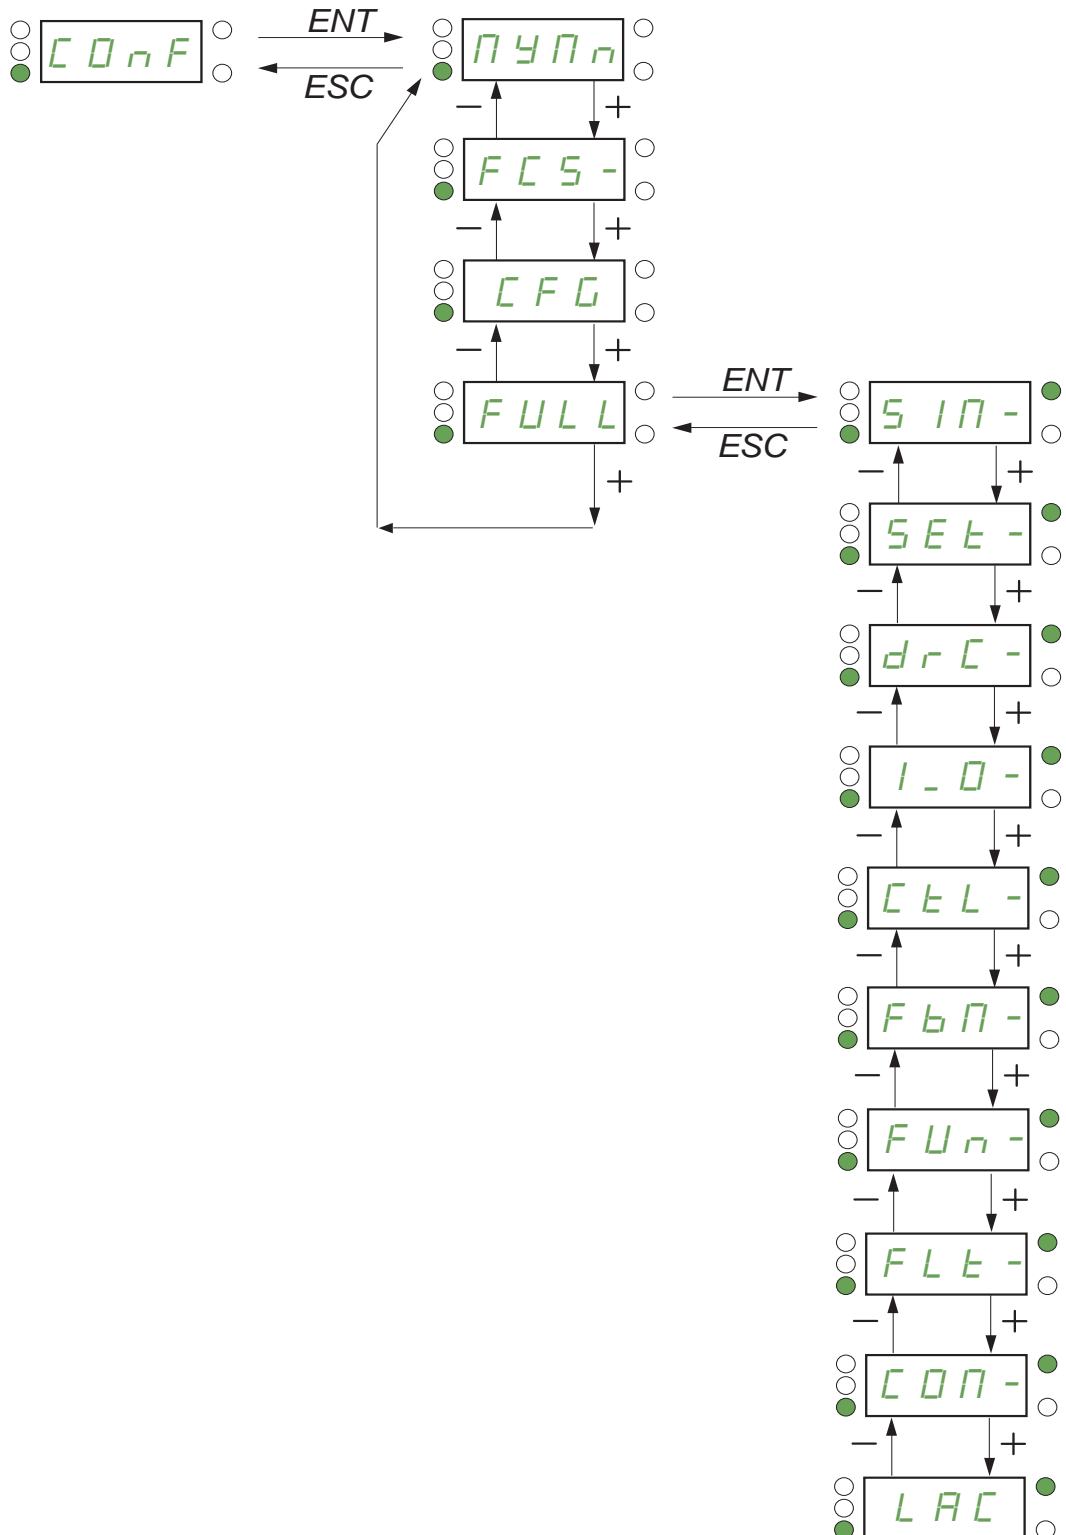 COnF
ENT
ESC
MYMn
- +
FCS-
- +
CFG
- +
FULL
+
ENT
ESC
SIM-
- +
SEt-
- +
drC-
- +
I_O-
- +
CtL-
- +
FbM-
- +
FUn-
- +
FLt-
- +
COM-
- +
LAC